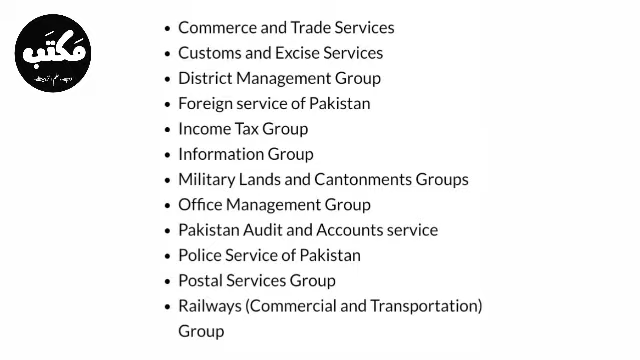 مكتب
Commerce and Trade Services
Customs and Excise Services
District Management Group
Foreign service of Pakistan
Income Tax Group
Information Group
Military Lands and Cantonments Groups
Office Management Group
Pakistan Audit and Accounts service
Police Service of Pakistan
Postal Services Group
Railways (Commercial and Transportation)
Group